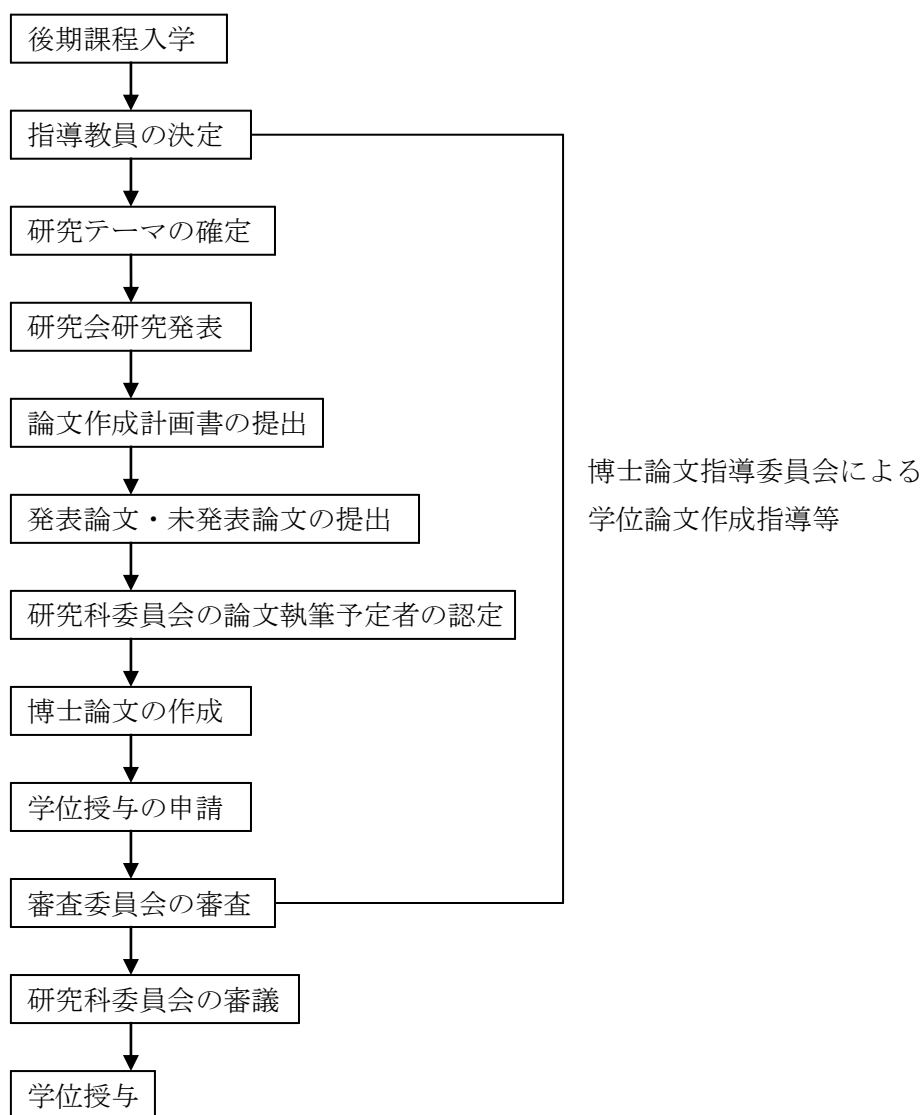 後期課程入学
指導教員の決定
研究テーマの確定
研究会研究発表
論文作成計画書の提出
発表論文・未発表論文の提出
研究科委員会の論文執筆予定者の認定
博士論文の作成
学位授与の申請
審査委員会の審査
研究科委員会の審議
学位授与
博士論文指導委員会による
学位論文作成指導等